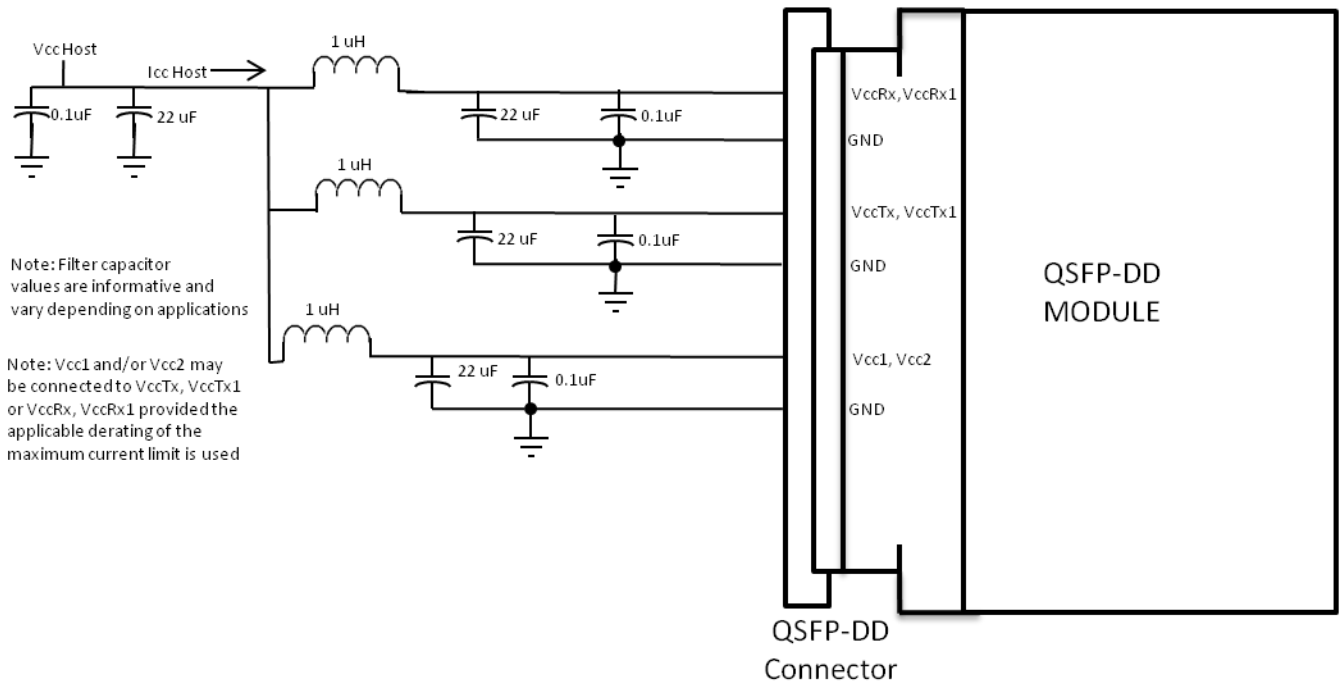 Vcc Host
Icc Host
0.1uF
22 uF
1 uH
22 uF
0.1uF
VccRx, VccRx1
GND
1 uH
22 uF
0.1uF
VccTx, VccTx1
GND
Note: Filter capacitor
values are informative and
vary depending on applications
1 uH
22 uF
0.1uF
Vcc1, Vcc2
GND
Note: Vcc1 and/or Vcc2 may
be connected to VccTx, VccTx1
or VccRx, VccRx1 provided the
applicable derating of the
maximum current limit is used
QSFP-DD
MODULE
QSFP-DD
Connector